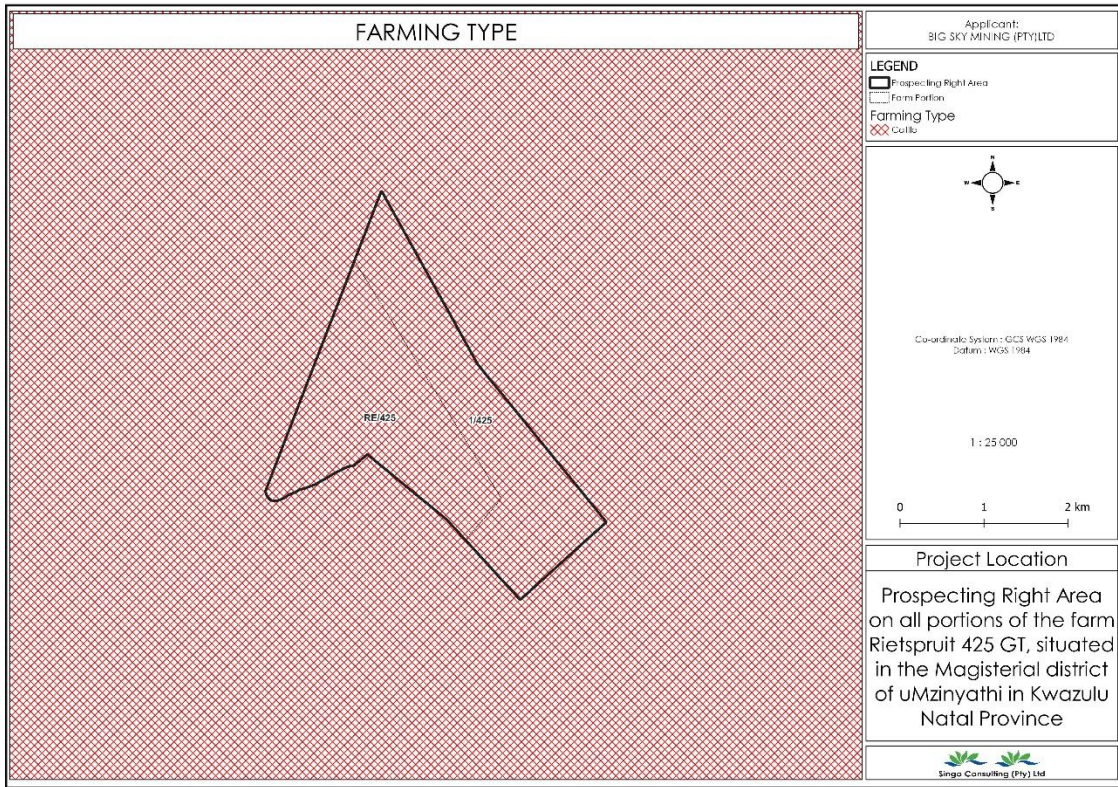 FARMING TYPE
RE/425
1/425
Applicant:
BIG SKY MINING (PTY)LTD
LEGEND
Prospecting Right Area
Farm Portion
Farming Type
Cattle
N
W
E
S
Co-ordinate System : GCS WGS 1984
Datum : WGS 1984
1 : 25 000
0 1 2 km
Project Location
Prospecting Right Area
on all portions of the farm
Rietspruit 425 GT, situated
in the Magisterial district
of uMzinyathi in Kwazulu
Natal Province
Singo Consulting (Pty) Ltd